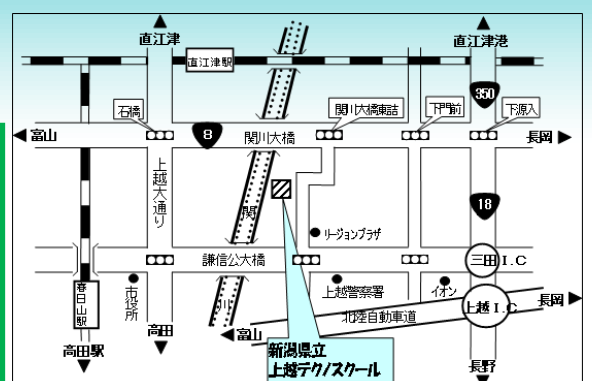 直江津
直江津港
直江津駅
350
石橋
関川大橋東詰
下門前
下源入
富山
8
関川大橋
長岡
上越大通り
関
18
リージョンプラザ
謙信公大橋
三田I.C
春日山駅
市役所
川
上越警察署
イオン
上越I.C
長岡
北陸自動車道
高田
富山
高田駅
新潟県立
上越テクノスクール
長野